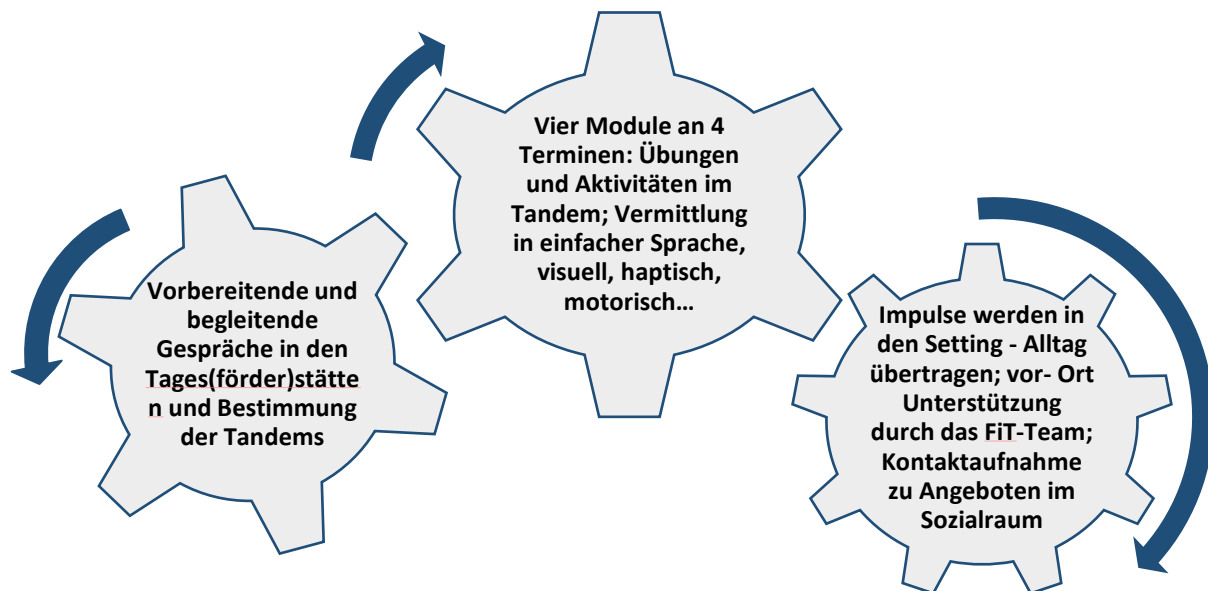 Vorbereitende und
begleitende
Gespräche in den
Tages(förder)stätte
n und Bestimmung
der Tandems
Vier Module an 4
Terminen: Übungen
und Aktivitäten im
Tandem; Vermittlung
in einfacher Sprache,
visuell, haptisch,
motorisch…
Impulse werden in
den Setting - Alltag
übertragen; vor- Ort
Unterstützung
durch das FiT-Team;
Kontaktaufnahme
zu Angeboten im
Sozialraum